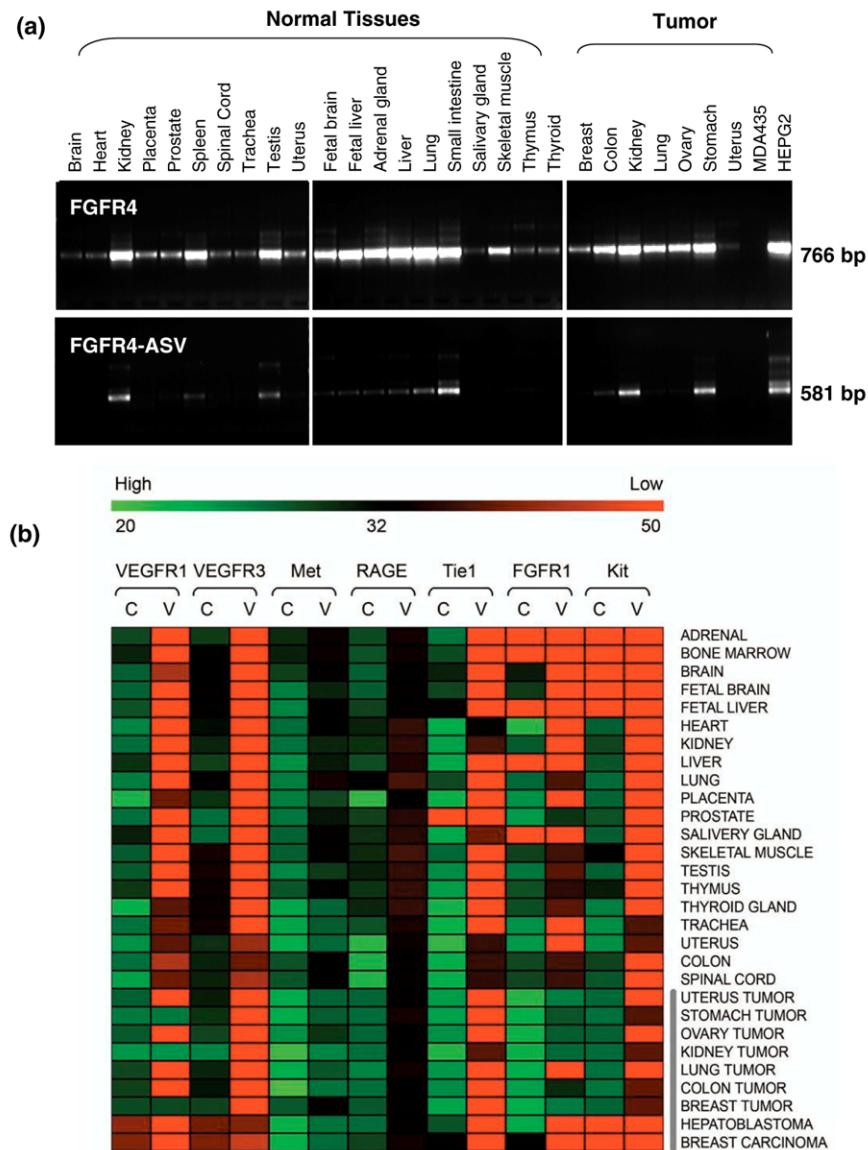 (a)
Normal Tissues
Tumor
Brain
Heart
Kidney
Placenta
Prostate
Spleen
Spinal Cord
Trachea
Testis
Uterus
Fetal brain
Fetal liver
Adrenal gland
Liver
Lung
Small intestine
Salivary gland
Skeletal muscle
Thymus
Thyroid
Breast
Colon
Kidney
Lung
Ovary
Stomach
Uterus
MDA435
HEPG2
FGFR4
766 bp
FGFR4-ASV
581 bp
(b)
High Low
20 32 50
VEGFR1 VEGFR3 Met RAGE Tie1 FGFR1 Kit
C V C V C V C V C V C V C V
ADRENAL
BONE MARROW
BRAIN
FETAL BRAIN
FETAL LIVER
HEART
KIDNEY
LIVER
LUNG
PLACENTA
PROSTATE
SALIVERY GLAND
SKELETAL MUSCLE
TESTIS
THYMUS
THYROID GLAND
TRACHEA
UTERUS
COLON
SPINAL CORD
UTERUS TUMOR
STOMACH TUMOR
OVARY TUMOR
KIDNEY TUMOR
LUNG TUMOR
COLON TUMOR
BREAST TUMOR
HEPATOBLASTOMA
BREAST CARCINOMA